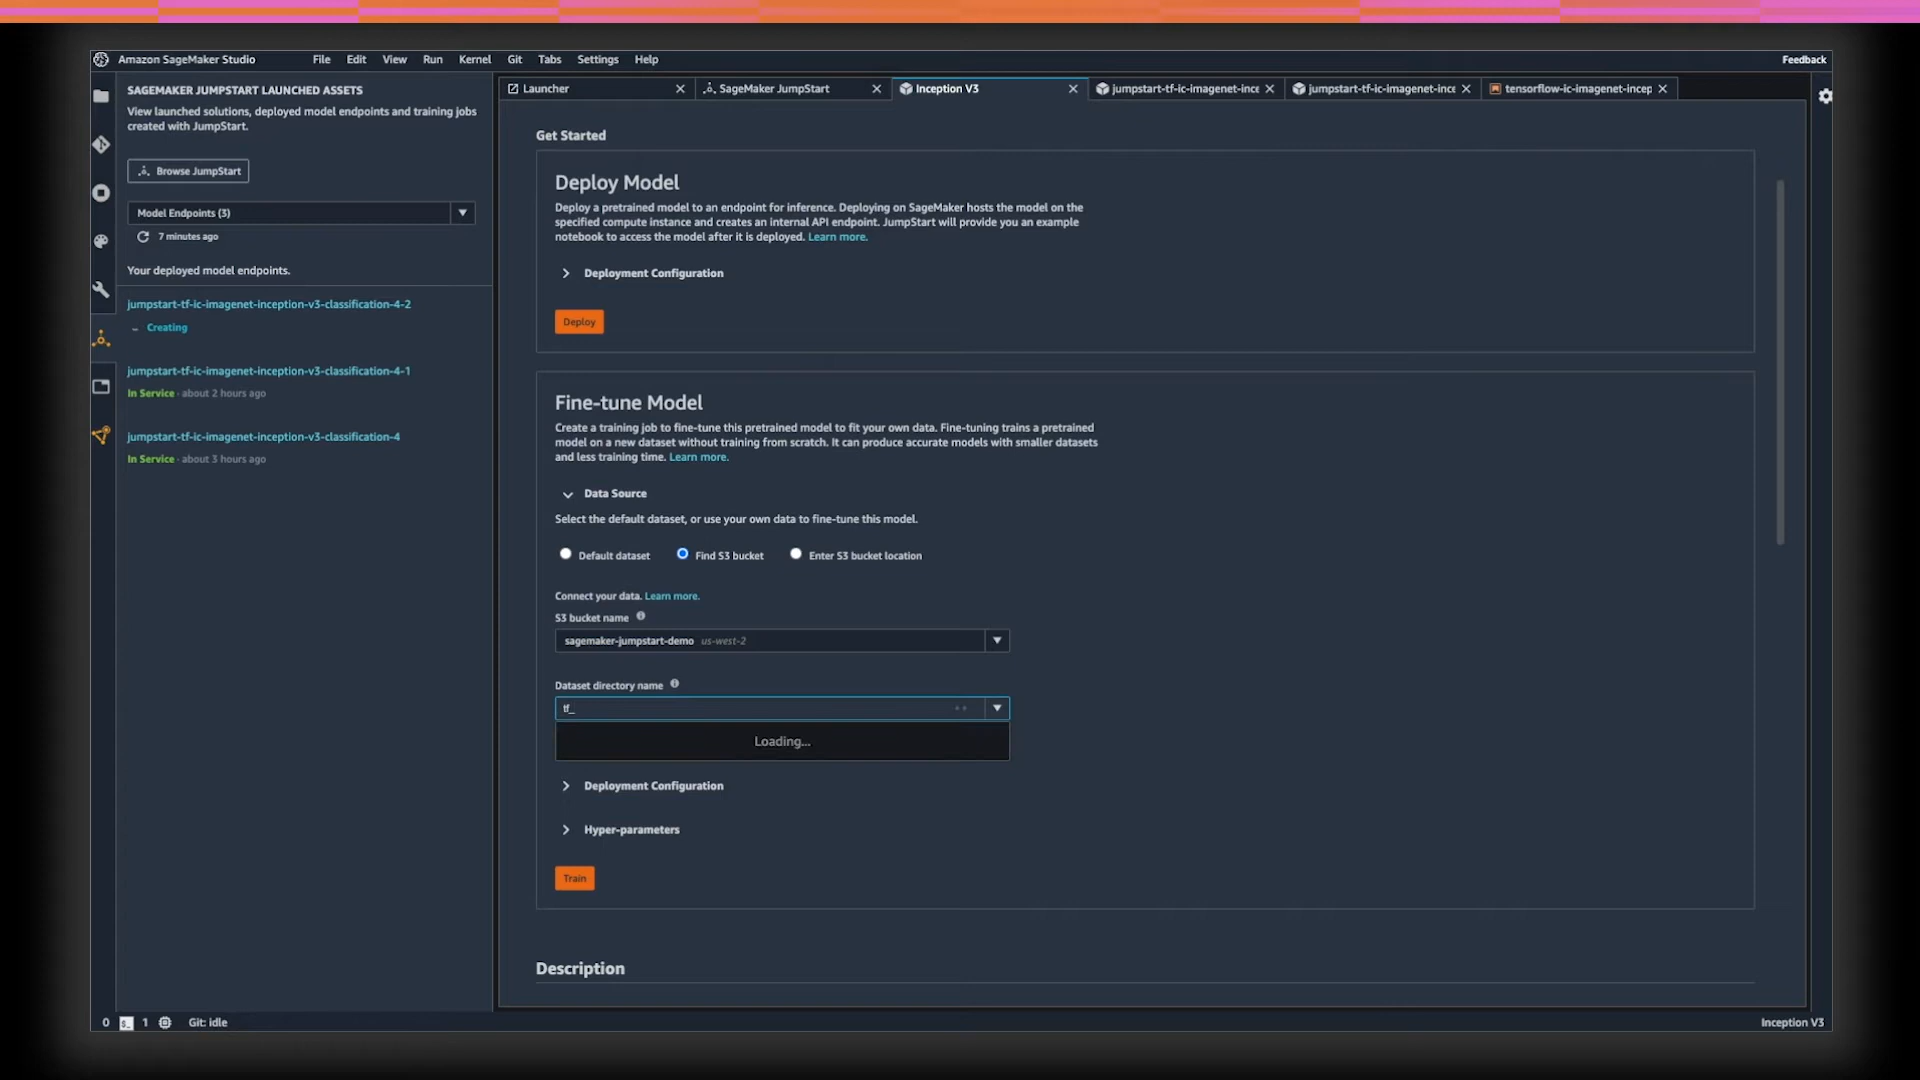 Amazon SageMaker Studio
File Edit View Run Kernel Git Tabs Settings Help
Feedback
SAGEMAKER JUMPSTART LAUNCHED ASSETS
View launched solutions, deployed model endpoints and training jobs
created with JumpStart.
Browse JumpStart
Model Endpoints (3)
7 minutes ago
Your deployed model endpoints.
jumpstart-tf-ic-imagenet-inception-v3-classification-4-2
Creating
jumpstart-tf-ic-imagenet-inception-v3-classification-4-1
In Service · about 2 hours ago
jumpstart-tf-ic-imagenet-inception-v3-classification-4
In Service · about 3 hours ago
Launcher
SageMaker JumpStart
Inception V3
jumpstart-tf-ic-imagenet-ince
jumpstart-tf-ic-imagenet-ince
tensorflow-ic-imagenet-incep
Get Started
Deploy Model
Deploy a pretrained model to an endpoint for inference. Deploying on SageMaker hosts the model on the
specified compute instance and creates an internal API endpoint. JumpStart will provide you an example
notebook to access the model after it is deployed. Learn more.
Deployment Configuration
Deploy
Fine-tune Model
Create a training job to fine-tune this pretrained model to fit your own data. Fine-tuning trains a pretrained
model on a new dataset without training from scratch. It can produce accurate models with smaller datasets
and less training time. Learn more.
Data Source
Select the default dataset, or use your own data to fine-tune this model.
Default dataset Find S3 bucket Enter S3 bucket location
Connect your data. Learn more.
S3 bucket name
sagemaker-jumpstart-demo us-west-2
Dataset directory name
tf_
Loading...
Deployment Configuration
Hyper-parameters
Train
Description
0 1 Git: idle
Inception V3